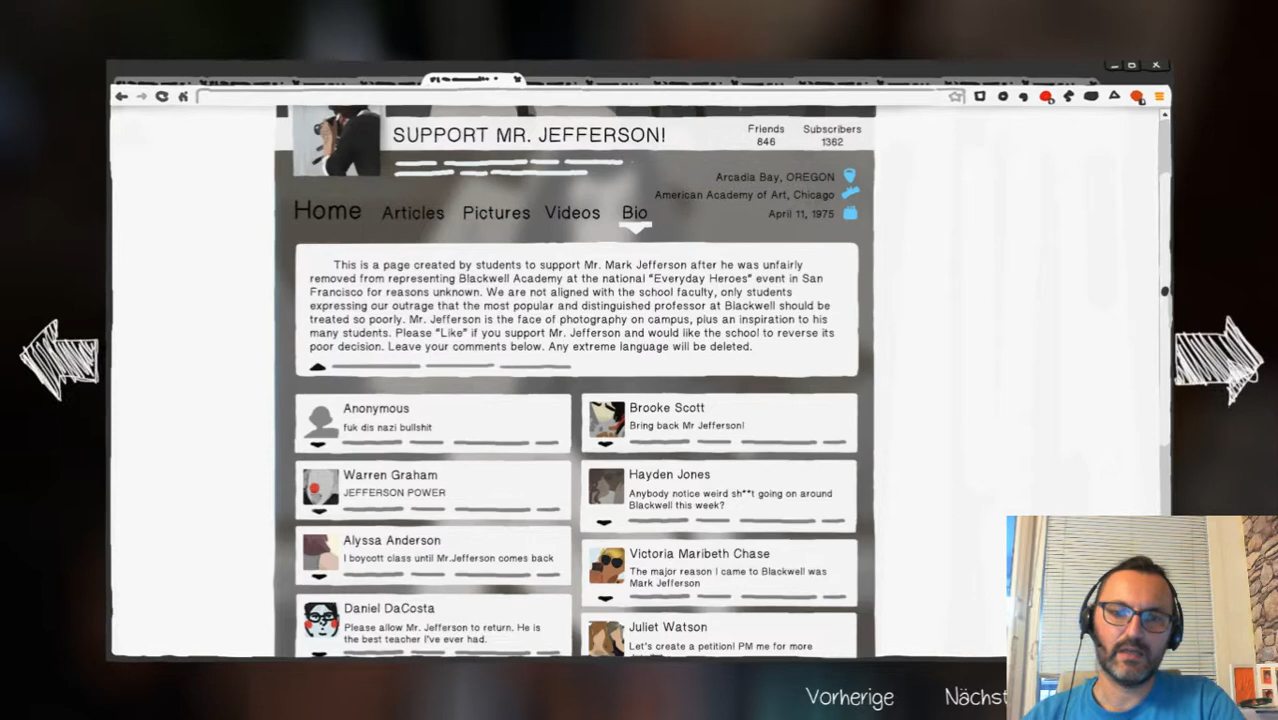 SUPPORT MR. JEFFERSON!
Friends
846
Subscribers
1362
Arcadia Bay, OREGON
American Academy of Art, Chicago
April 11, 1975
Home Articles Pictures Videos Bio
This is a page created by students to support Mr. Mark Jefferson after he was unfairly
removed from representing Blackwell Academy at the national “Everyday Heroes” event in San
Francisco for reasons unknown. We are not aligned with the school faculty, only students
expressing our outrage that the most popular and distinguished professor at Blackwell should be
treated so poorly. Mr. Jefferson is the face of photography on campus, plus an inspiration to his
many students. Please “Like” if you support Mr. Jefferson and would like the school to reverse its
poor decision. Leave your comments below. Any extreme language will be deleted.
Anonymous
fuk dis nazi bullshit
Warren Graham
JEFFERSON POWER
Alyssa Anderson
I boycott class until Mr.Jefferson comes back
Daniel DaCosta
Please allow Mr. Jefferson to return. He is
the best teacher I've ever had.
Brooke Scott
Bring back Mr Jefferson!
Hayden Jones
Anybody notice weird sh**t going on around
Blackwell this week?
Victoria Maribeth Chase
The major reason I came to Blackwell was
Mark Jefferson
Juliet Watson
Let's create a petition! PM me for more
Vorherige Nächst